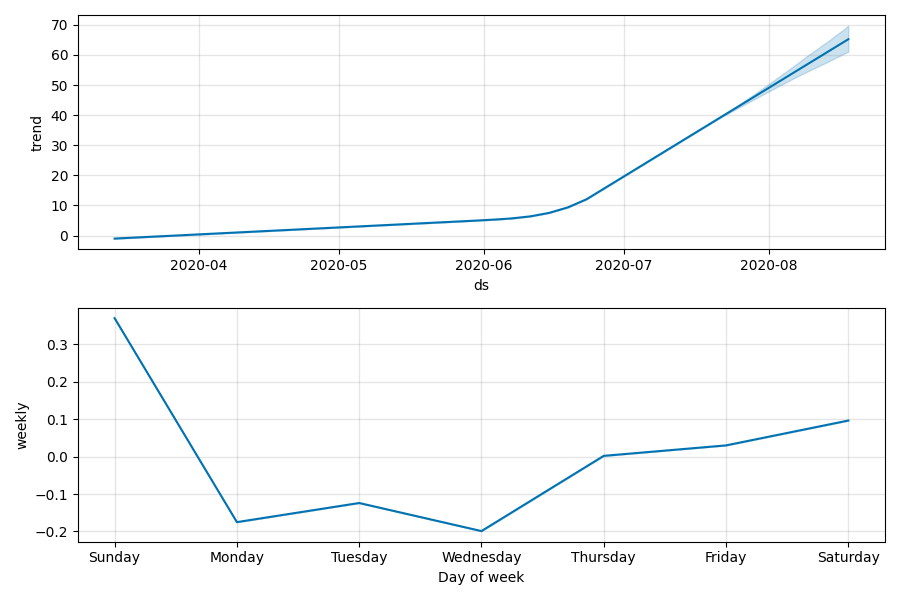 70
60
50
40
30
20
10
0
trend
2020-04 2020-05 2020-06 2020-07 2020-08
ds
0.3
0.2
0.1
0.0
−0.1
−0.2
weekly
Sunday Monday Tuesday Wednesday Thursday Friday Saturday
Day of week